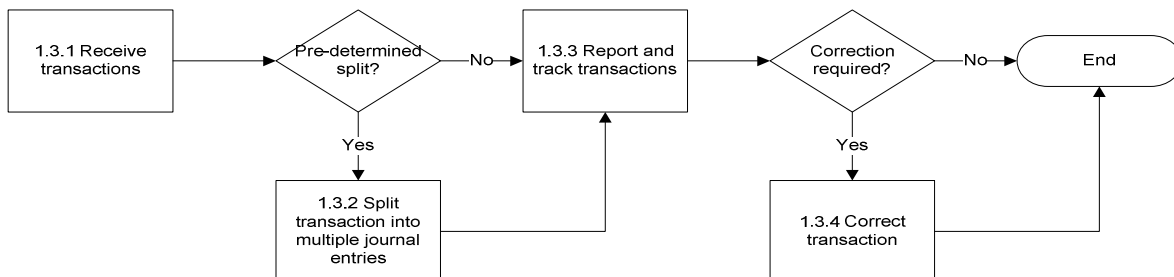 1.3.1 Receive
transactions
Pre-determined
split?
No
1.3.3 Report and
track transactions
Correction
required?
No
End
Yes
Yes
1.3.2 Split
transaction into
multiple journal
entries
1.3.4 Correct
transaction